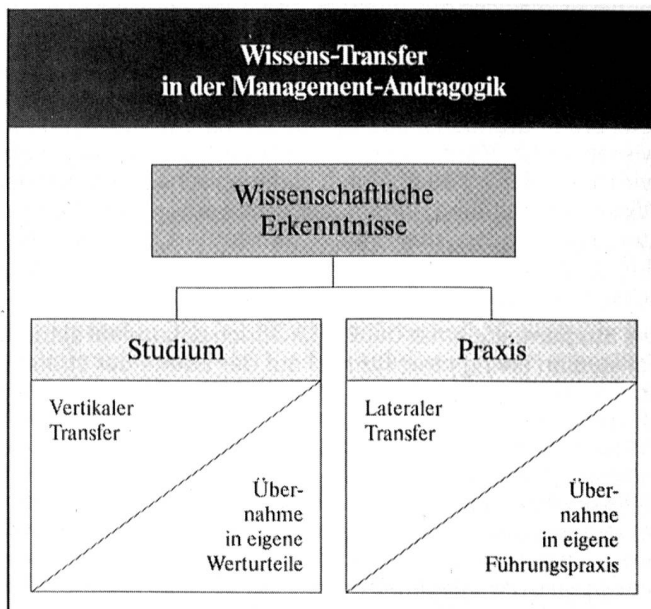 Wissens-Transfer
in der Management-Andragogik
Wissenschaftliche
Erkenntnisse
Studium
Vertikaler
Transfer
Über-
nahme
in eigene
Werturteile
Praxis
Lateraler
Transfer
Über-
nahme
in eigene
Führungspraxis